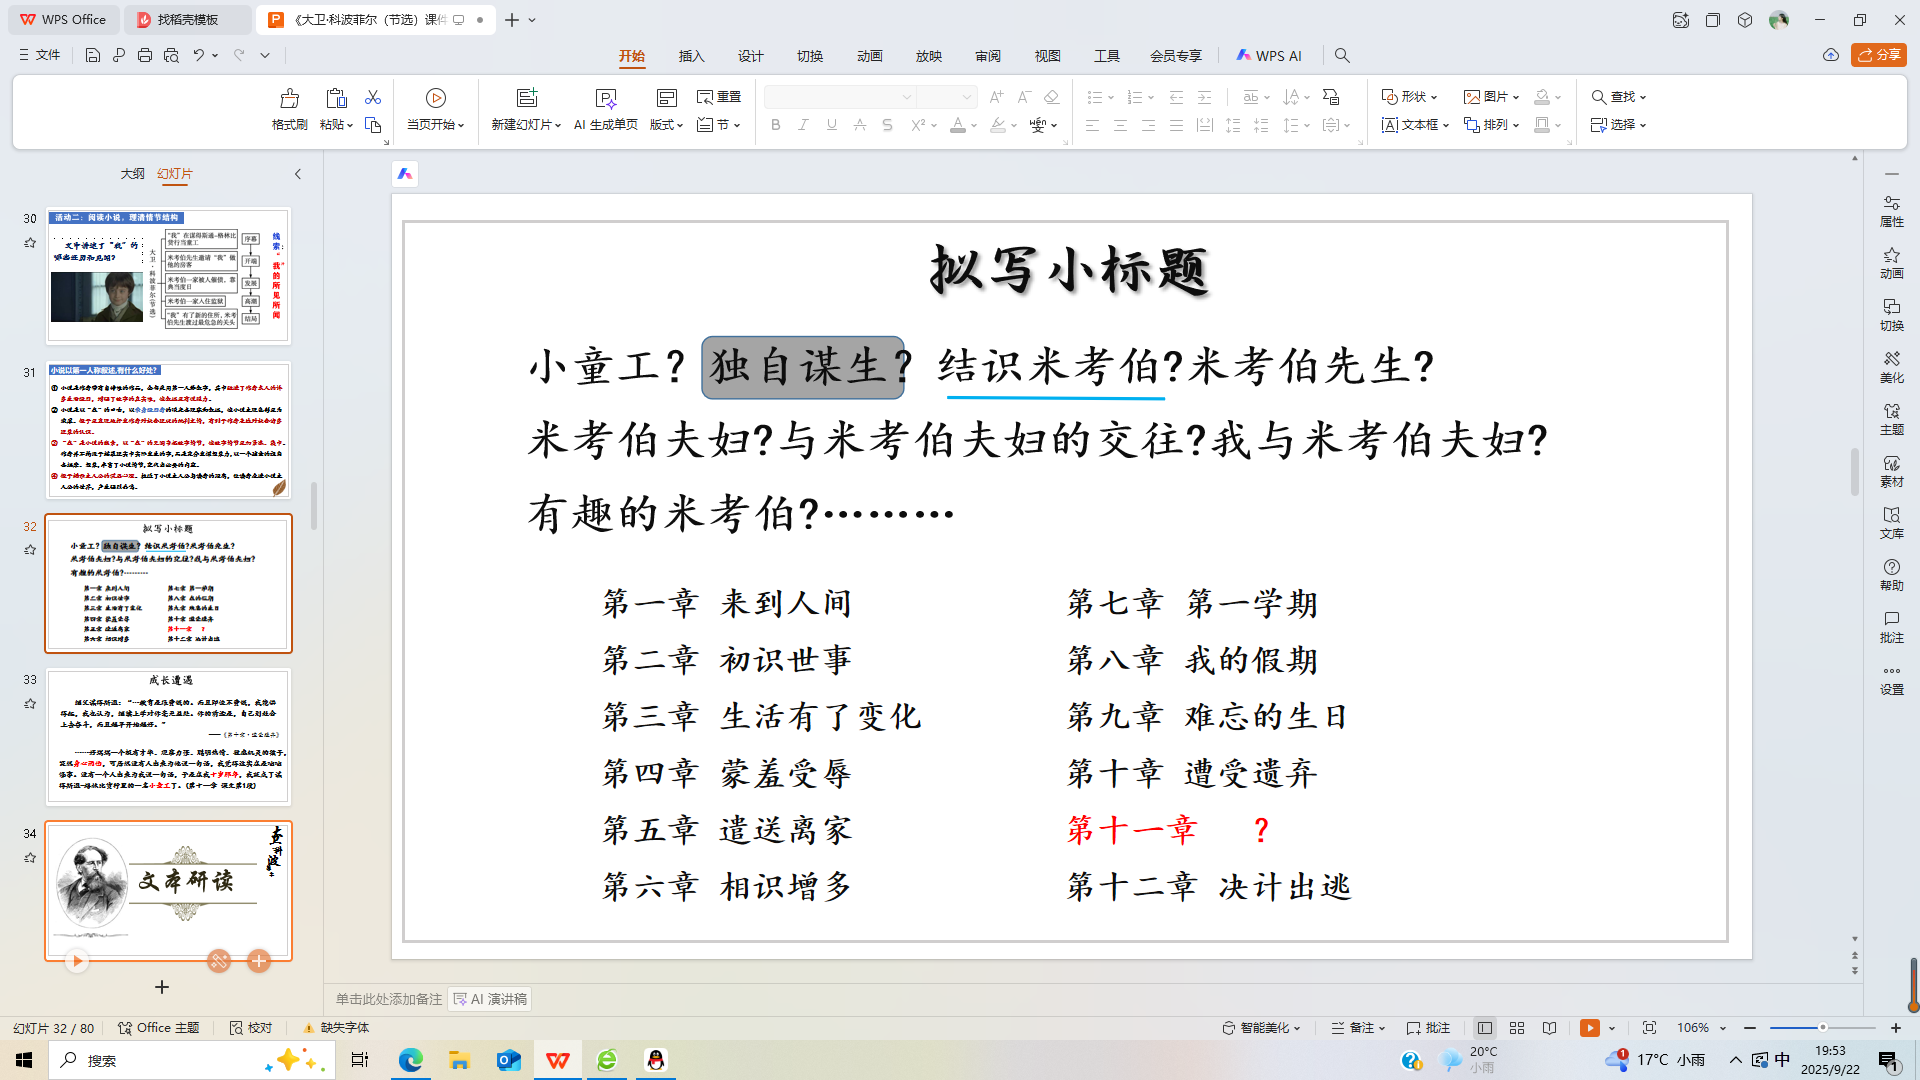 WPS Office
找稻壳模板
《大卫·科波菲尔（节选）课件
文件
开始
插入
设计
切换
动画
放映
审阅
视图
工具
会员专享
WPS AI
分享
格式刷
粘贴
当页开始
新建幻灯片
AI 生成单页
版式
重置
节
形状
图片
查找
文本框
排列
选择
大纲
幻灯片
30
活动二：阅读小说，理清情节结构
31
小说以第一人称叙述,有什么好处?
32
拟写小标题
33
成长遭遇
34
文本研读
拟写小标题
小童工? 独自谋生? 结识米考伯?米考伯先生?
米考伯夫妇?与米考伯夫妇的交往?我与米考伯夫妇?
有趣的米考伯?………
第一章 来到人间
第二章 初识世事
第三章 生活有了变化
第四章 蒙羞受辱
第五章 遣送离家
第六章 相识增多
第七章 第一学期
第八章 我的假期
第九章 难忘的生日
第十章 遭受遗弃
第十一章 ?
第十二章 决计出逃
属性
动画
切换
美化
主题
素材
文库
帮助
批注
设置
单击此处添加备注
AI 演讲稿
幻灯片 32 / 80
Office 主题
校对
缺失字体
智能美化
备注
批注
106%
搜索
20°C
小雨
17°C 小雨
中
19:53
2025/9/22